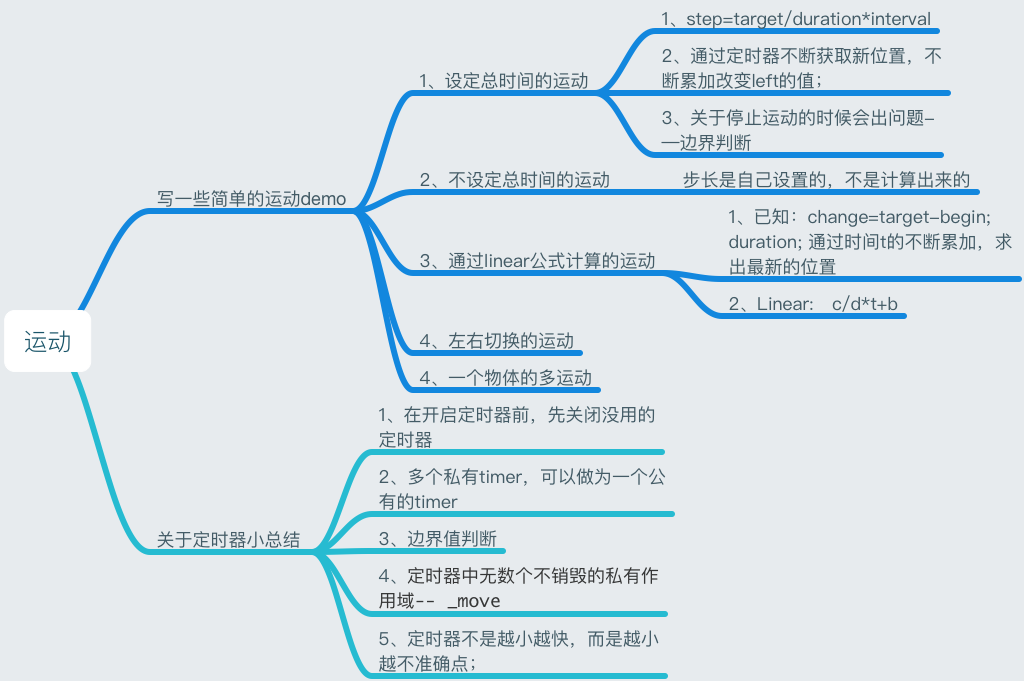 运动
写一些简单的运动demo
1、设定总时间的运动
1、step=target/duration*interval
2、通过定时器不断获取新位置，不
断累加改变left的值；
3、关于停止运动的时候会出问题-
—边界判断
2、不设定总时间的运动
步长是自己设置的，不是计算出来的
3、通过linear公式计算的运动
1、已知：change=target-begin;
duration; 通过时间t的不断累加，求
出最新的位置
2、Linear:   c/d*t+b
4、左右切换的运动
4、一个物体的多运动
关于定时器小总结
1、在开启定时器前，先关闭没用的
定时器
2、多个私有timer，可以做为一个公
有的timer
3、边界值判断
4、定时器中无数个不销毁的私有作
用域-- _move
5、定时器不是越小越快，而是越小
越不准确点；